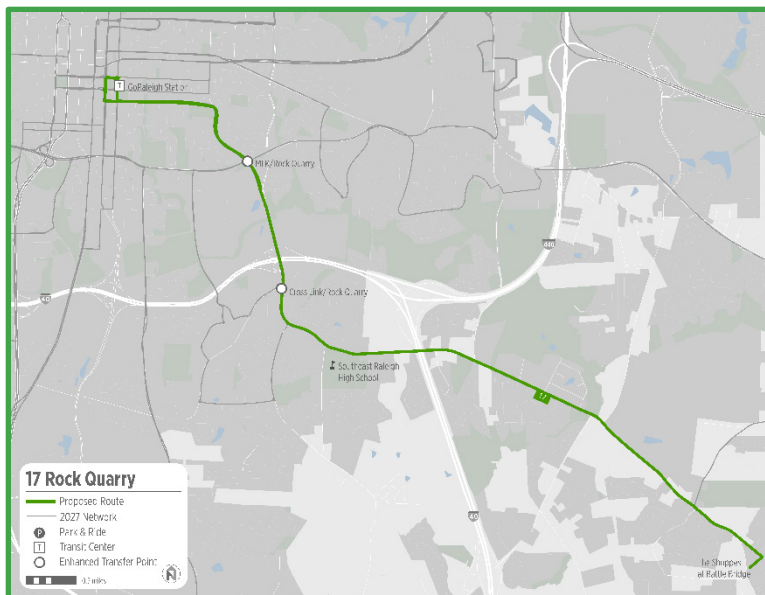 GoRaleigh Station
MLK/Rock Quarry
440
40
Cross Link/Rock Quarry
Southeast Raleigh
High School
17
40
The Shoppes
at Battle Bridge
17 Rock Quarry
Proposed Route
2027 Network
P Park & Ride
T Transit Center
Enhanced Transfer Point
0.5 miles
N